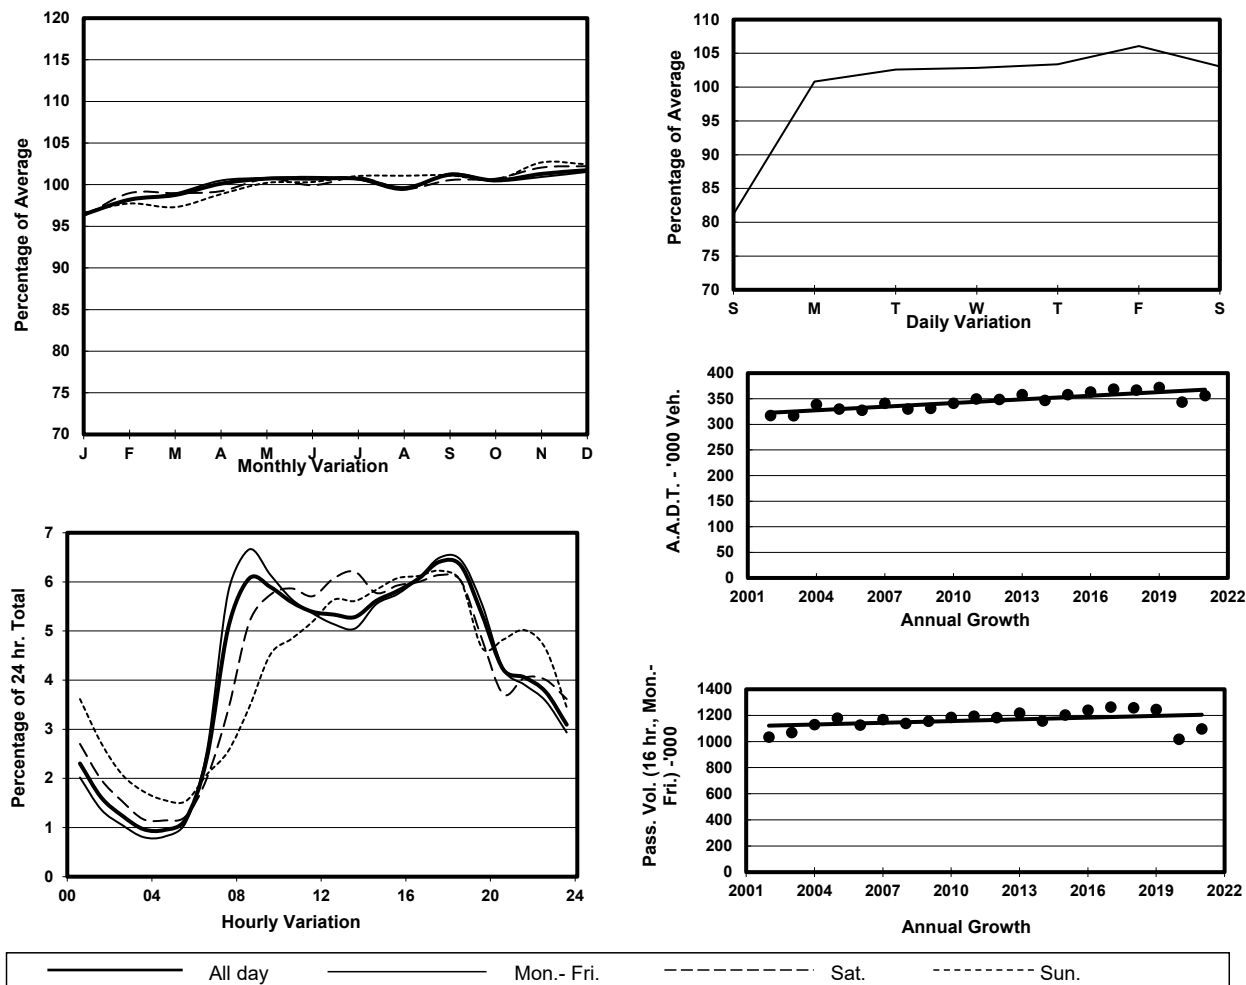 120
115
110
105
100
95
90
85
80
75
70
Percentage of Average
J F M A M J J A S O N D
Monthly Variation
110
105
100
95
90
85
80
75
70
Percentage of Average
S M T W T F S
Daily Variation
400
350
300
250
200
150
100
50
0
A.A.D.T. - '000 Veh.
2001 2004 2007 2010 2013 2016 2019 2022
Annual Growth
7
6
5
4
3
2
1
0
Percentage of 24 hr. Total
00 04 08 12 16 20 24
Hourly Variation
1400
1200
1000
800
600
400
200
0
Pass. Vol. (16 hr., Mon.-
Fri.) -'000
2001 2004 2007 2010 2013 2016 2019 2022
Annual Growth
All day Mon.- Fri. Sat. Sun.